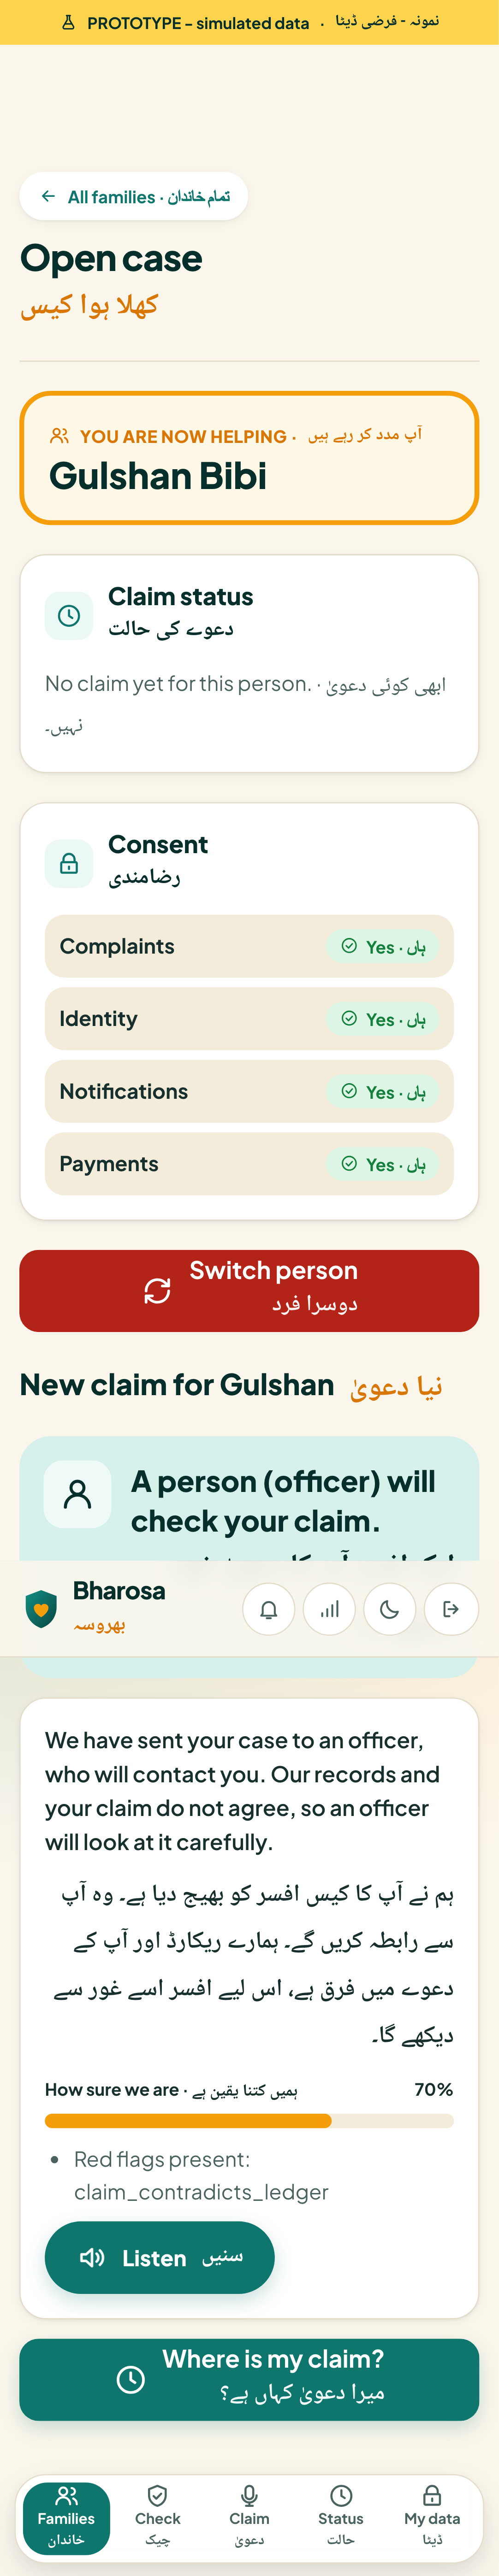 PROTOTYPE - simulated data · نمونہ - فرضی ڈیٹا
All families · تمام خاندان
Open case
کھلا ہوا کیس
YOU ARE NOW HELPING · آپ مدد کر رہے ہیں
Gulshan Bibi
Claim status
دعوے کی حالت
No claim yet for this person. · ابھی کوئی دعویٰ
نہیں۔
Consent
رضامندی
Complaints Yes · ہاں
Identity Yes · ہاں
Notifications Yes · ہاں
Payments Yes · ہاں
Switch person
دوسرا فرد
New claim for Gulshan نیا دعویٰ
A person (officer) will
check your claim.
Bharosa
بھروسہ
We have sent your case to an officer,
who will contact you. Our records and
your claim do not agree, so an officer
will look at it carefully.
ہم نے آپ کا کیس افسر کو بھیج دیا ہے۔ وہ آپ
سے رابطہ کریں گے۔ ہمارے ریکارڈ اور آپ کے
دعوے میں فرق ہے، اس لیے افسر اسے غور سے
دیکھے گا۔
How sure we are · ہمیں کتنا یقین ہے 70%
• Red flags present:
claim_contradicts_ledger
Listen سنیں
Where is my claim?
میرا دعویٰ کہاں ہے؟
Families Check Claim Status My data
خاندان چیک دعویٰ حالت ڈیٹا